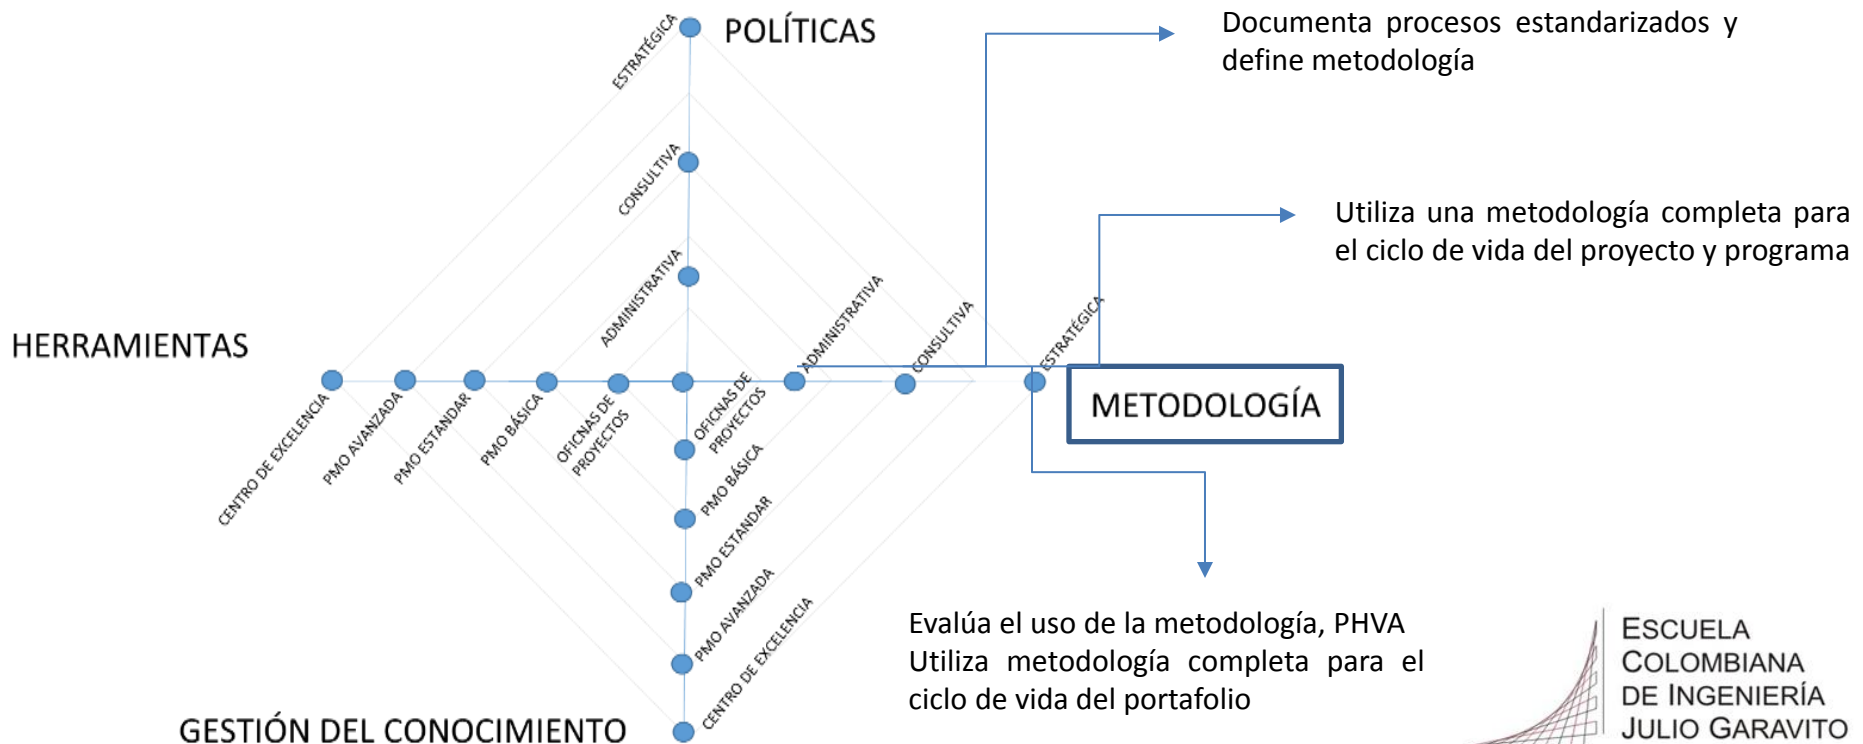 POLÍTICAS
ESTRATÉGICA
CONSULTIVA
ADMINISTRATIVA
Documenta procesos estandarizados y
define metodología
Utiliza una metodología completa para
el ciclo de vida del proyecto y programa
HERRAMIENTAS
CENTRO DE EXCELENCIA
PMO AVANZADA
PMO ESTANDAR
PMO BÁSICA
OFICNAS DE
PROYECTOS
ADMINISTRATIVA
CONSULTIVA
ESTRATÉGICA
METODOLOGÍA
OFICNAS DE
PROYECTOS
PMO BÁSICA
PMO ESTANDAR
PMO AVANZADA
CENTRO DE EXCELENCIA
GESTIÓN DEL CONOCIMIENTO
Evalúa el uso de la metodología, PHVA
Utiliza metodología completa para el
ciclo de vida del portafolio
ESCUELA
COLOMBIANA
DE INGENIERÍA
JULIO GARAVITO